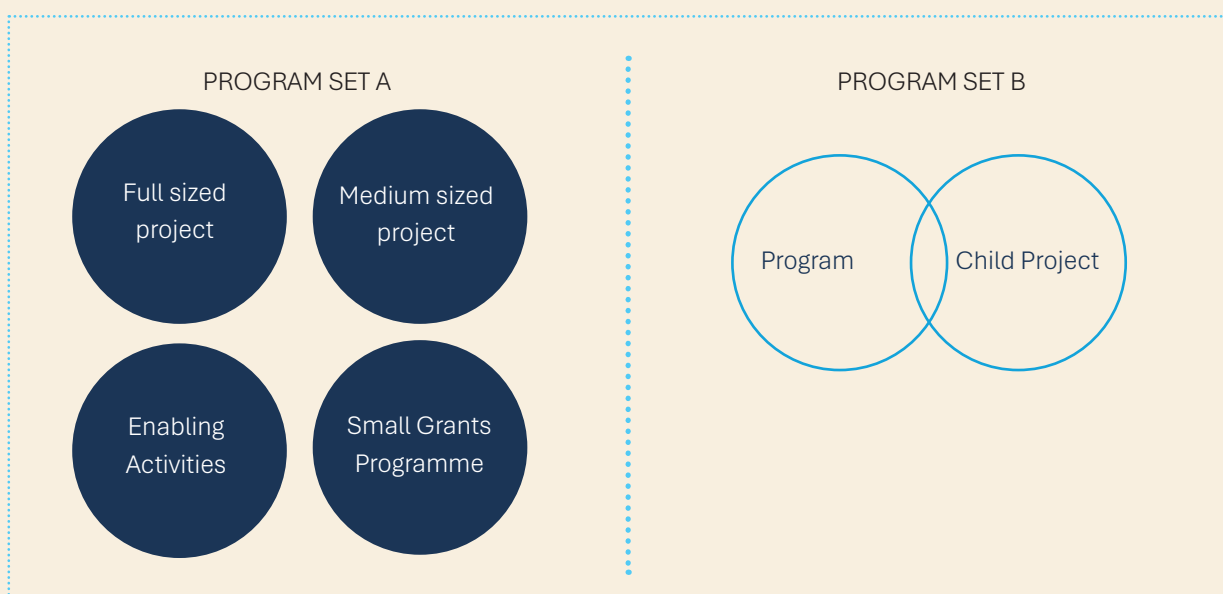 PROGRAM SET A
Full sized
project
Medium sized
project
Enabling
Activities
Small Grants
Programme
PROGRAM SET B
Program
Child Project